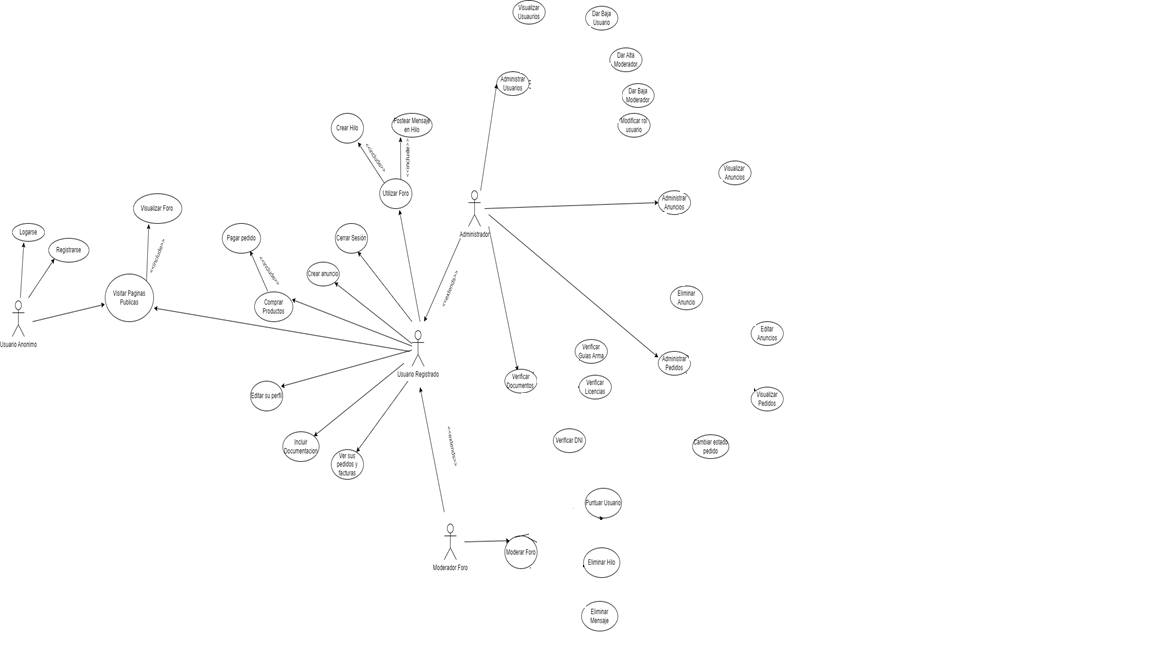 Visualizar
Usuaurios
Dar Baja
Usuario
Dar Alta
Moderador
Administrar
Usuarios
Dar Baja
Moderador
Modificar rol
usuario
Crear Hilo
Postear Mensaje
en Hilo
<<include>>
<<include>>
Visualizar
Anuncios
Utilizar Foro
Administrar
Anuncios
Visualizar Foro
Logarse
Registrarse
<<include>>
Pagar pedido
Cerrar Sesión
Administrador
<<include>>
Crear anuncio
<<extends>>
Visitar Paginas
Publicas
Comprar
Productos
Eliminar
Anuncio
Usuario Anonimo
Editar
Anuncios
Verificar
Guias Arma
Administrar
Pedidos
Usuario Registrado
Verificar
Documentos
Verificar
Licencias
Editar su perfil
Visualizar
Pedidos
Incluir
Documentacion
Verificar DNI
Cambiar estado
pedido
<<extends>>
Ver sus
pedidos y
facturas
Puntuar Usuario
Moderar Foro
Moderador Foro
Eliminar Hilo
Eliminar
Mensaje